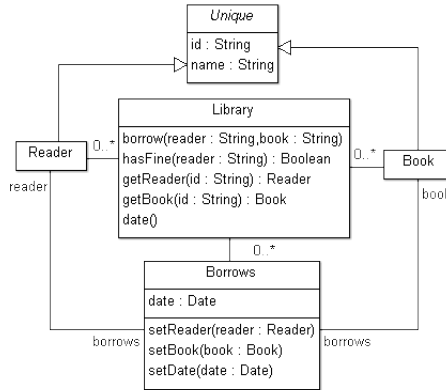 Unique
id : String
name : String
Library
borrow(reader : String,book : String)
hasFine(reader : String) : Boolean
getReader(id : String) : Reader
getBook(id : String) : Book
date()
Reader
0..*
reader
0..*
Book
book
0..*
Borrows
date : Date
setReader(reader : Reader)
setBook(book : Book)
setDate(date : Date)
borrows
borrows